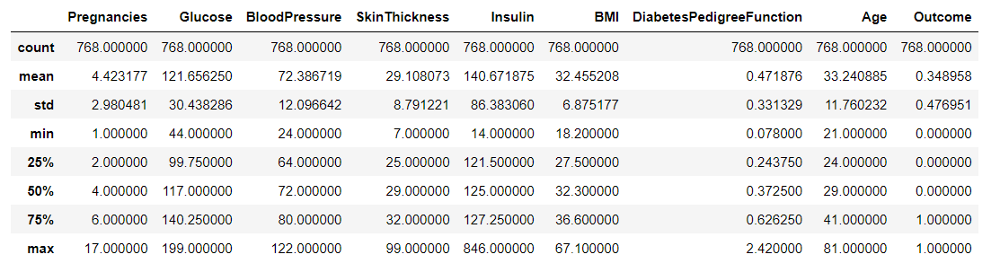 Pregnancies Glucose BloodPressure SkinThickness Insulin BMI DiabetesPedigreeFunction Age Outcome
count 768.000000 768.000000 768.000000 768.000000 768.000000 768.000000 768.000000 768.000000 768.000000
mean 4.423177 121.656250 72.386719 29.108073 140.671875 32.455208 0.471876 33.240885 0.348958
std 2.980481 30.438286 12.096642 8.791221 86.383060 6.875177 0.331329 11.760232 0.476951
min 1.000000 44.000000 24.000000 7.000000 14.000000 18.200000 0.078000 21.000000 0.000000
25% 2.000000 99.750000 64.000000 25.000000 121.500000 27.500000 0.243750 24.000000 0.000000
50% 4.000000 117.000000 72.000000 29.000000 125.000000 32.300000 0.372500 29.000000 0.000000
75% 6.000000 140.250000 80.000000 32.000000 127.250000 36.600000 0.626250 41.000000 1.000000
max 17.000000 199.000000 122.000000 99.000000 846.000000 67.100000 2.420000 81.000000 1.000000